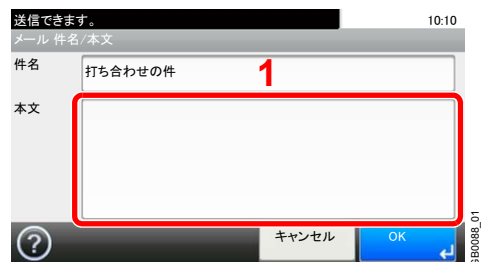 送信できます。 10:10
メール 件名/本文
件名 打ち合わせの件 1
本文
? キャンセル OK
GB0088_01